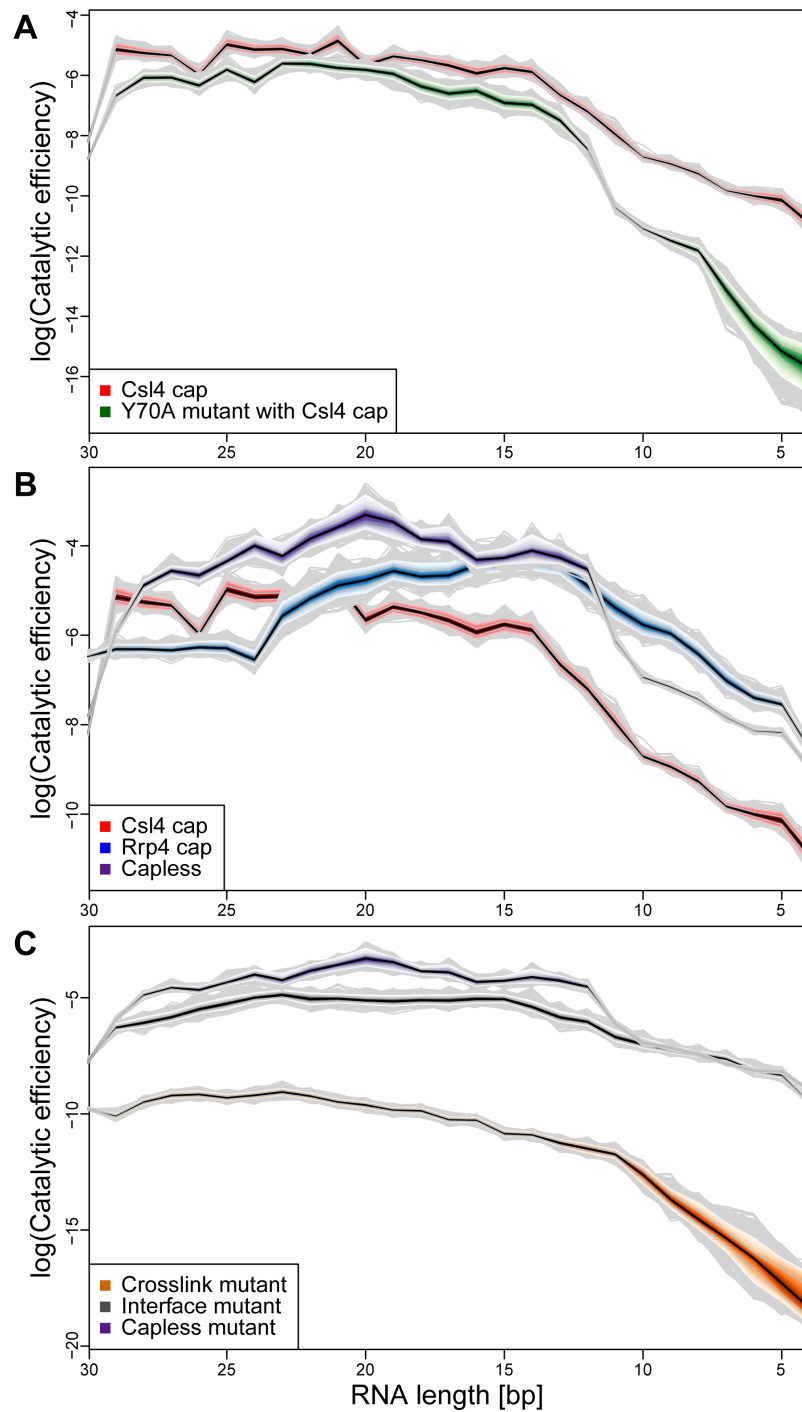 A
log(Catalytic efficiency)
−4
−6
−8
−10
−12
−14
−16
Csl4 cap
Y70A mutant with Csl4 cap
30 25 20 15 10 5
B
log(Catalytic efficiency)
−4
−6
−8
−10
Csl4 cap
Rrp4 cap
Capless
30 25 20 15 10 5
C
log(Catalytic efficiency)
−5
−10
−15
−20
Crosslink mutant
Interface mutant
Capless mutant
30 25 20 15 10 5
RNA length [bp]